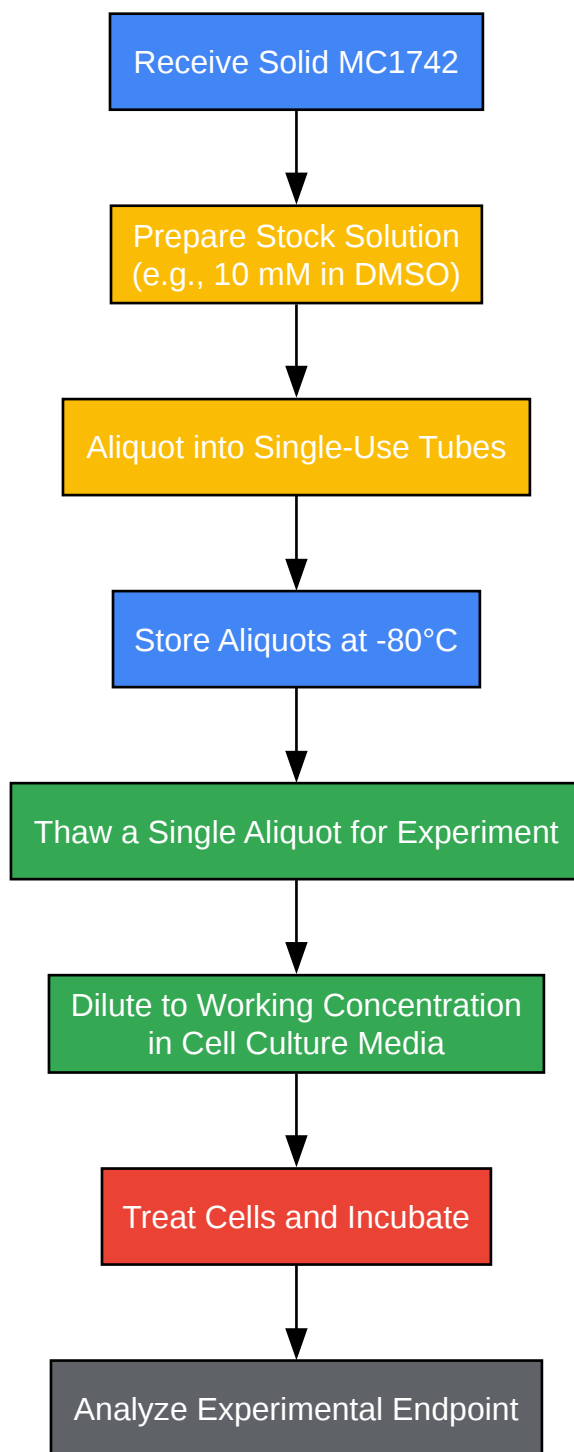 Receive Solid MC1742
Prepare Stock Solution
(e.g., 10 mM in DMSO)
Aliquot into Single-Use Tubes
Store Aliquots at -80°C
Thaw a Single Aliquot for Experiment
Dilute to Working Concentration
in Cell Culture Media
Treat Cells and Incubate
Analyze Experimental Endpoint